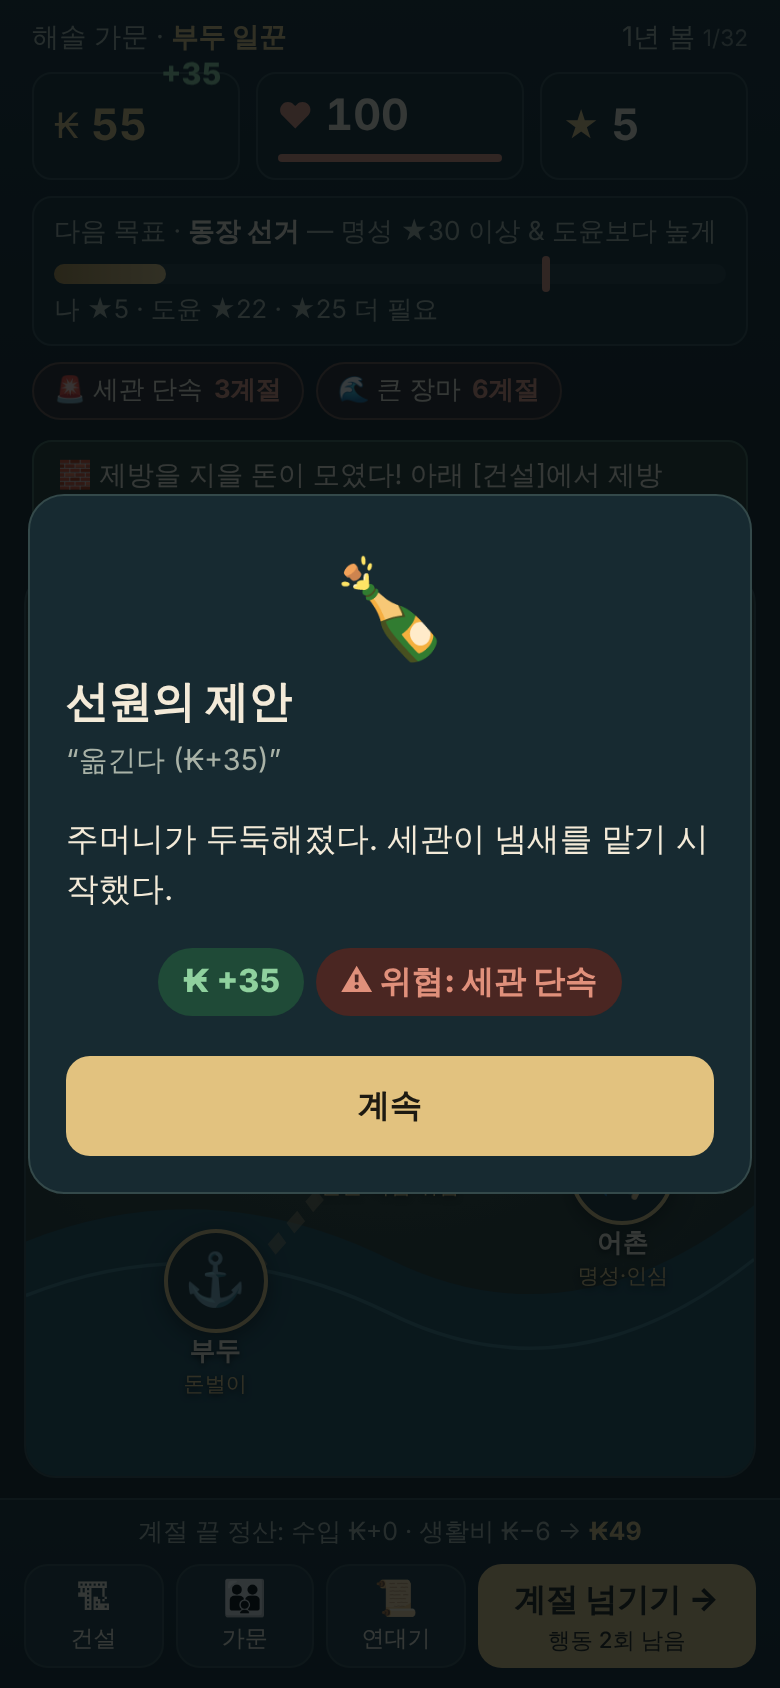 해솔 가문 · 부두 일꾼
1년 봄 1/32
+35
₭ 55
♥ 100
★ 5
다음 목표 · 동장 선거 — 명성 ★30 이상 & 도윤보다 높게
나 ★5 · 도윤 ★22 · ★25 더 필요
🚨 세관 단속 3계절
🌊 큰 장마 6계절
🧱 제방을 지을 돈이 모였다! 아래 [건설]에서 제방
선원의 제안
“옮긴다 (₭+35)”
주머니가 두둑해졌다. 세관이 냄새를 맡기 시
작했다.
₭ +35
⚠ 위협: 세관 단속
계속
어촌
명성·인심
부두
돈벌이
계절 끝 정산: 수입 ₭+0 · 생활비 ₭−6 → ₭49
건설
가문
연대기
계절 넘기기 →
행동 2회 남음